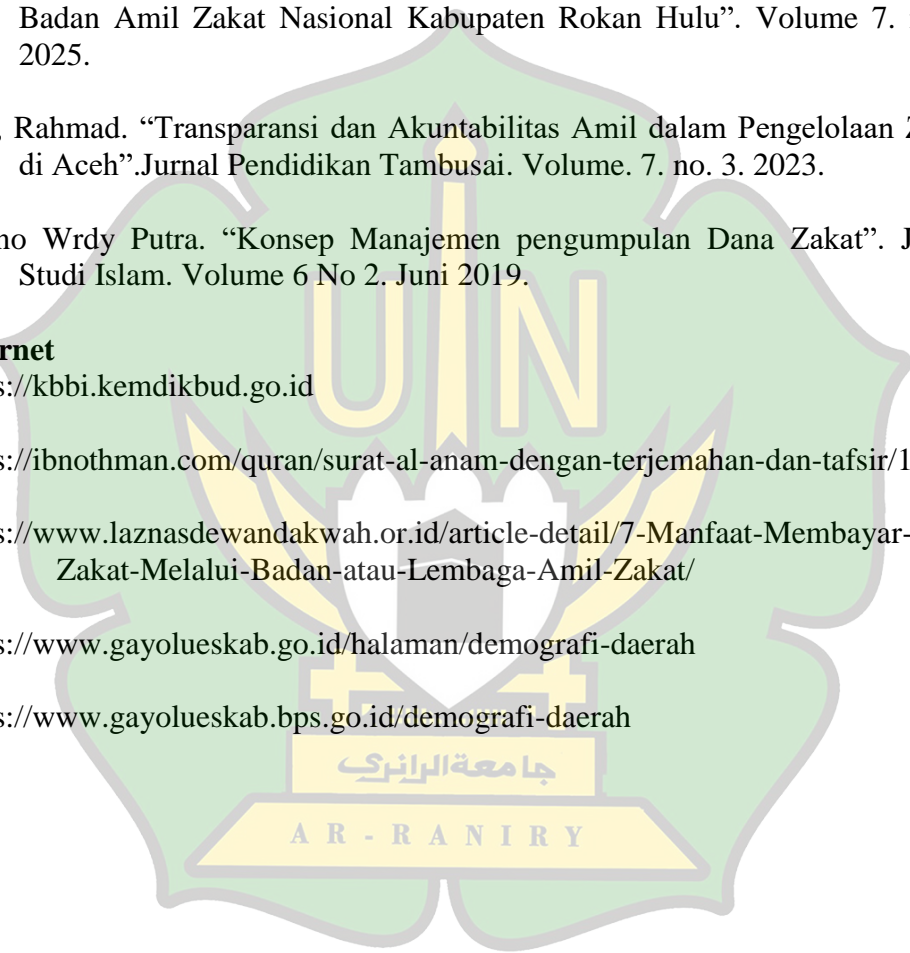 Badan Amil Zakat Nasional Kabupaten Rokan Hulu”. Volume 7.
2025.
Rahmad. “Transparansi dan Akuntabilitas Amil dalam Pengelolaan
di Aceh”.Jurnal Pendidikan Tambusai. Volume. 7. no. 3. 2023.
Wrdy Putra. “Konsep Manajemen pengumpulan Dana Zakat”.
Studi Islam. Volume 6 No 2. Juni 2019.
rnet
s://kbbi.kemdikbud.go.id
s://ibnothman.com/quran/surat-al-anam-dengan-terjemahan-dan-tafsir/1
s://www.laznasdewandakwah.or.id/article-detail/7-Manfaat-Membayar-
Zakat-Melalui-Badan-atau-Lembaga-Amil-Zakat/
s://www.gayolueskab.go.id/halaman/demografi-daerah
s://www.gayolueskab.bps.go.id/demografi-daerah
UIN
جامعةالرانري
AR-RANIRY